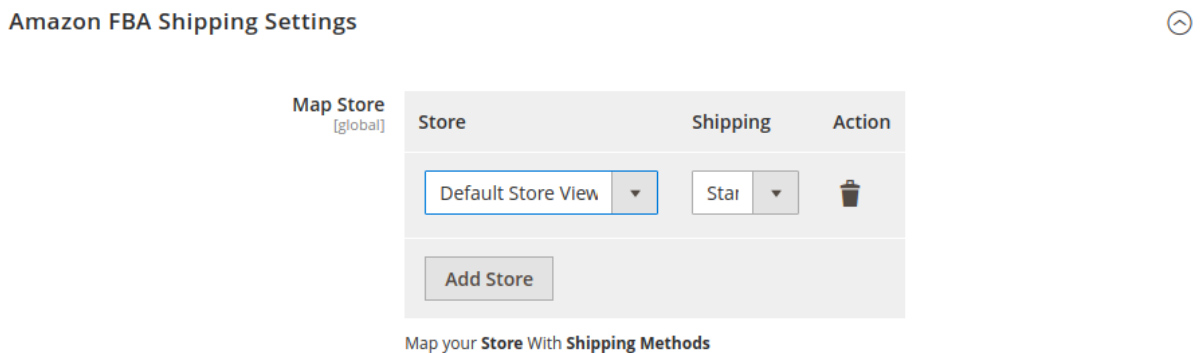 Amazon FBA Shipping Settings
Map Store
[global]
Store Shipping Action
Default Store View
Add Store
Map your Store With Shipping Methods